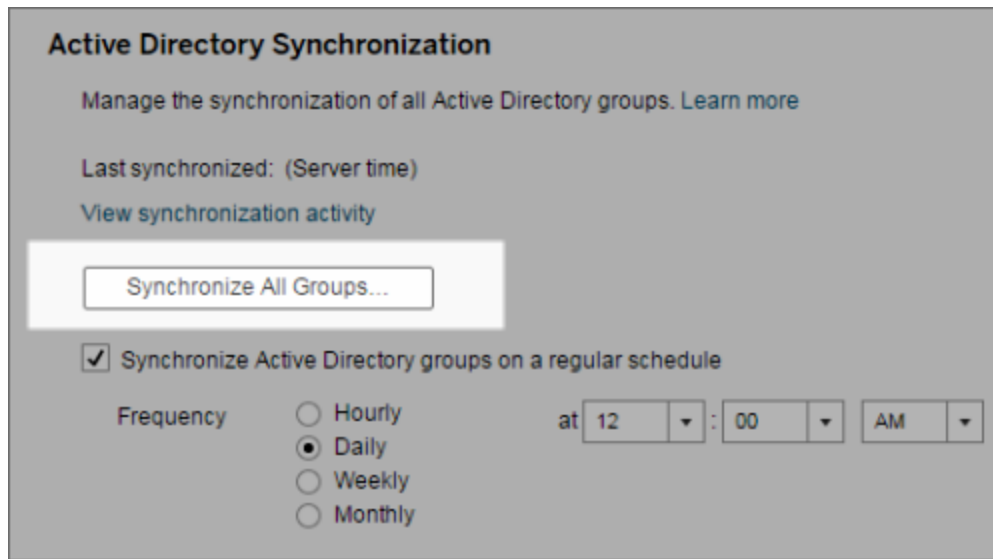 Active Directory Synchronization
Manage the synchronization of all Active Directory groups. Learn more
Last synchronized: (Server time)
View synchronization activity
Synchronize All Groups...
Synchronize Active Directory groups on a regular schedule
Frequency Hourly at 12 : 00 AM
Daily
Weekly
Monthly